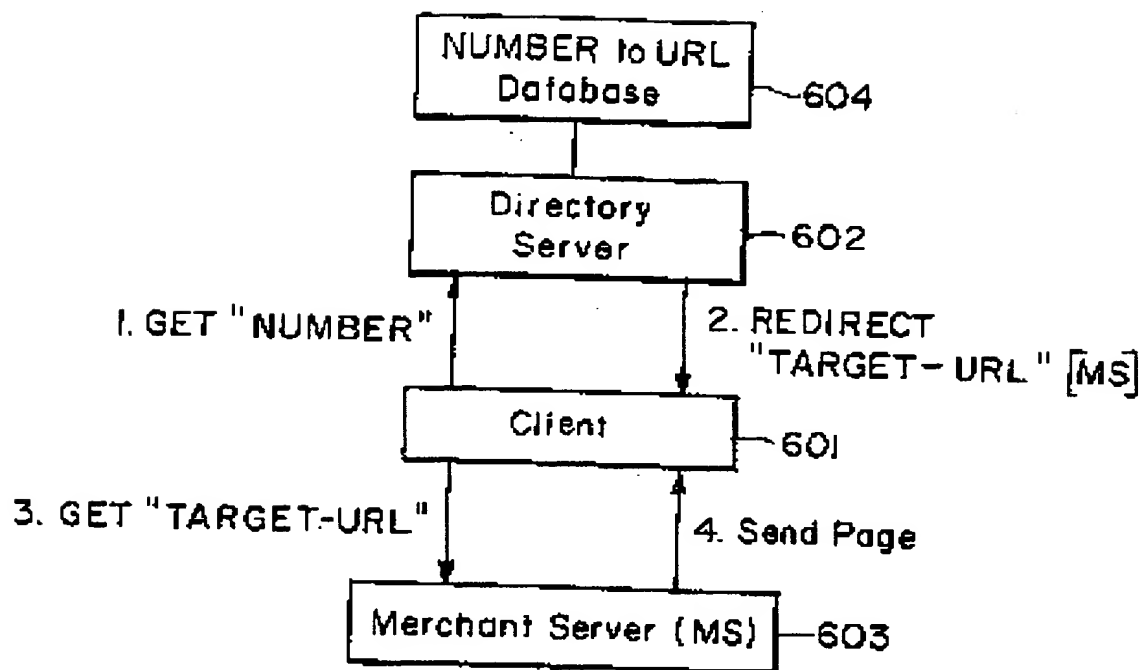 NUMBER to URL
Database
604
Directory
Server
602
1. GET "NUMBER"
2. REDIRECT
"TARGET-URL" [MS]
Client
601
3. GET "TARGET-URL"
4. Send Page
Merchant Server (MS)
603